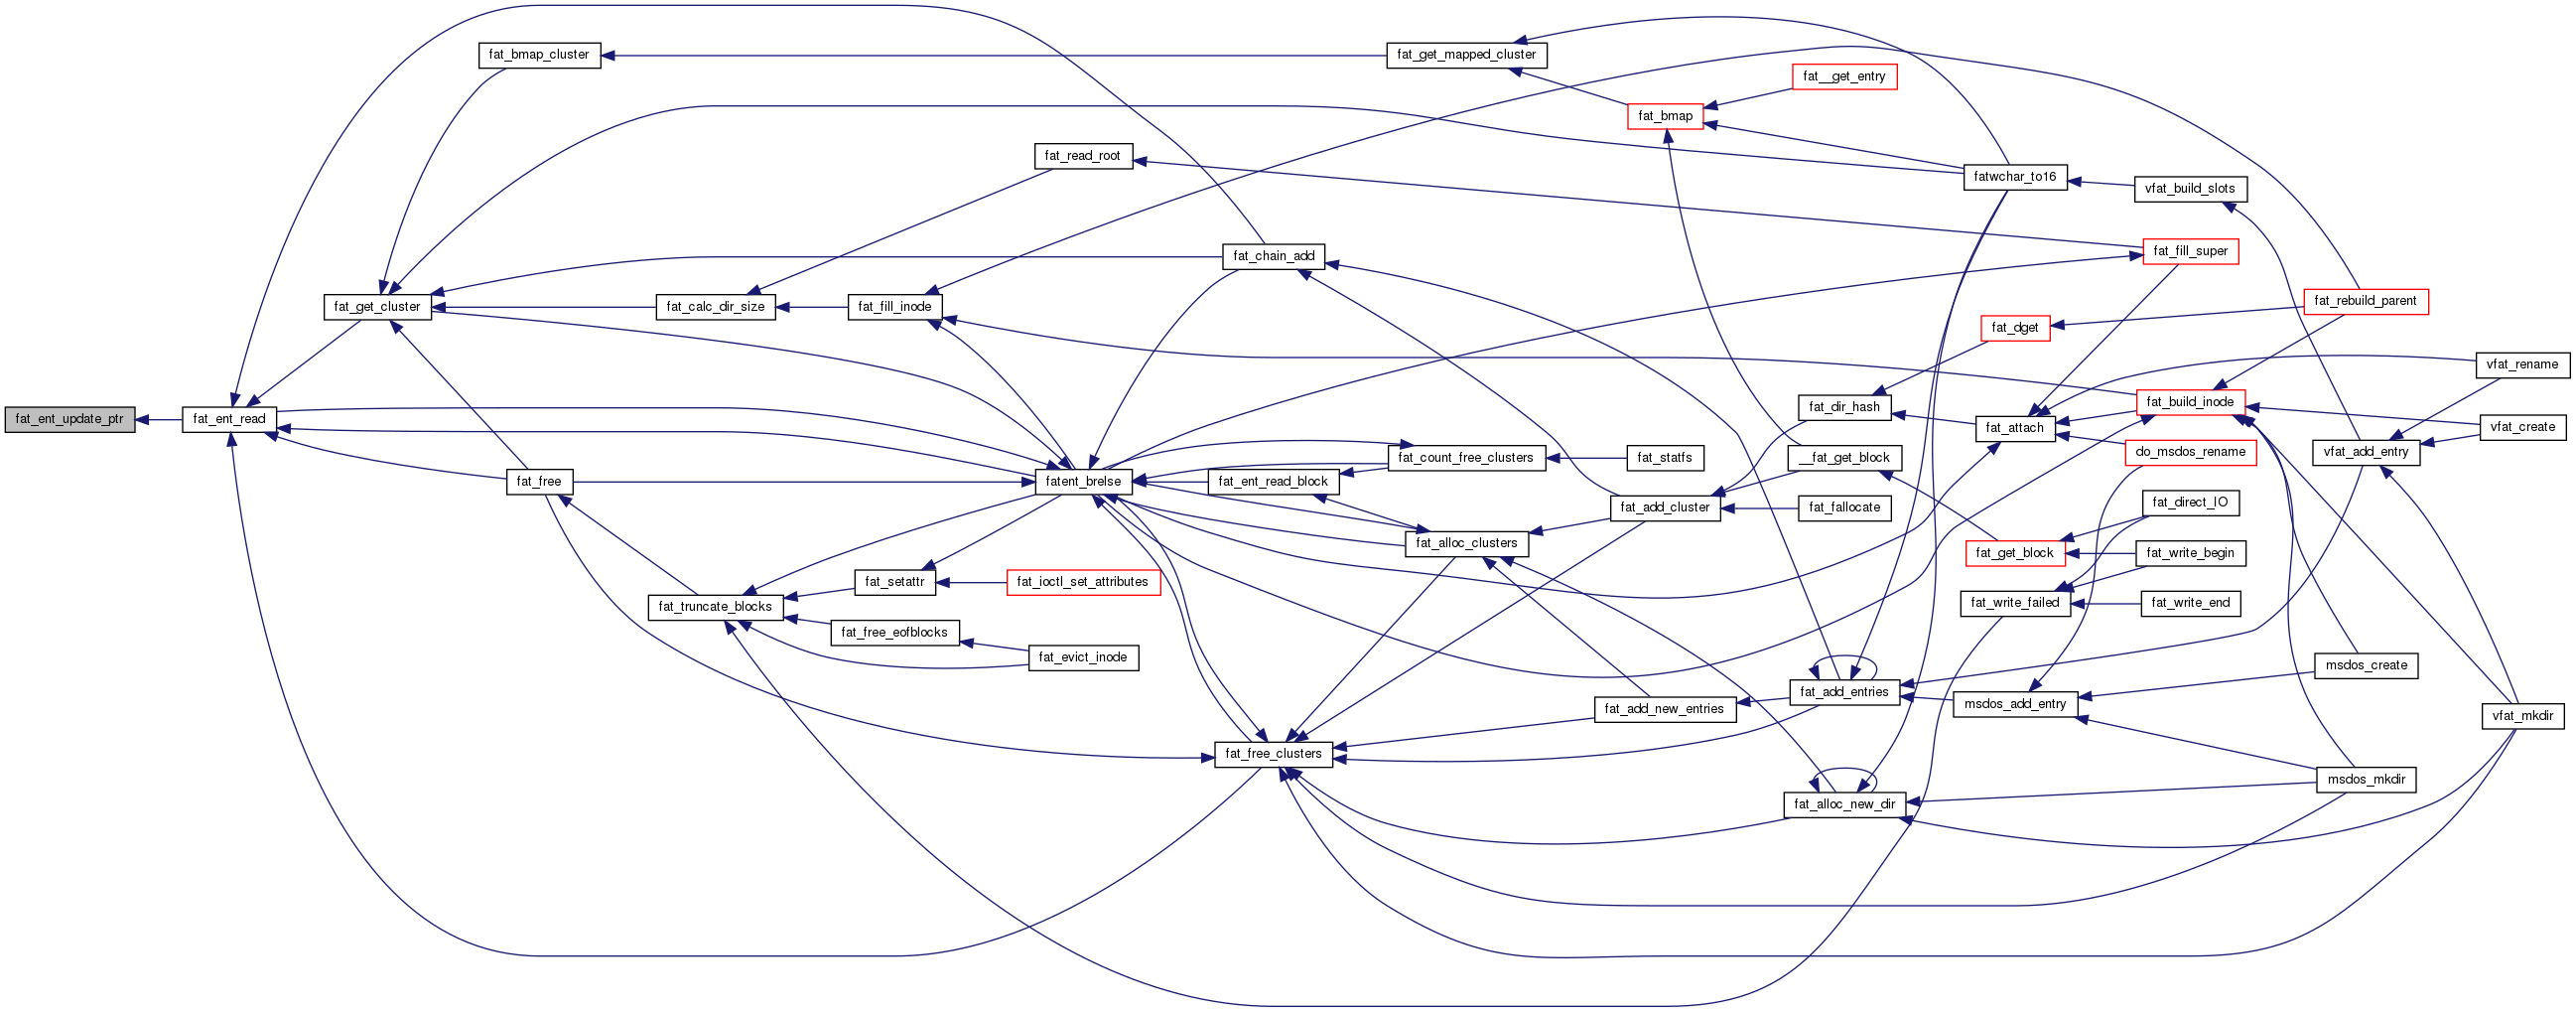 fat_ent_update_ptr
fat_ent_read
fat_get_cluster
fat_bmap_cluster
fat_free
fat_calc_dir_size
fat_truncate_blocks
fat_fill_inode
fat_setattr
fat_free_eofblocks
fat_read_root
fatent_brelse
fat_ioctl_set_attributes
fat_evict_inode
fat_chain_add
fat_ent_read_block
fat_free_clusters
fat_get_mapped_cluster
fat_count_free_clusters
fat_alloc_clusters
fat_bmap
fat_statfs
fat_add_cluster
fat_add_new_entries
fat__get_entry
fat_dir_hash
__fat_get_block
fat_fallocate
fat_add_entries
fat_alloc_new_dir
fatwchar_to16
fat_dget
fat_attach
fat_get_block
fat_write_failed
msdos_add_entry
vfat_build_slots
fat_fill_super
fat_build_inode
do_msdos_rename
fat_direct_IO
fat_write_begin
fat_write_end
fat_rebuild_parent
vfat_add_entry
msdos_create
msdos_mkdir
vfat_rename
vfat_create
vfat_mkdir